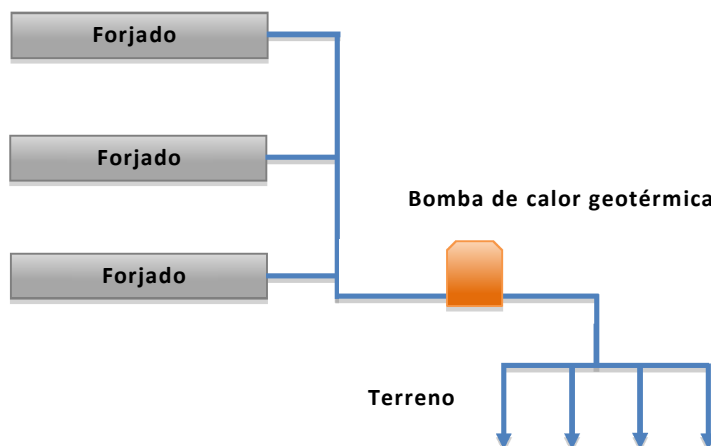 Forjado
Forjado
Bomba de calor geotérmica
Forjado
Terreno